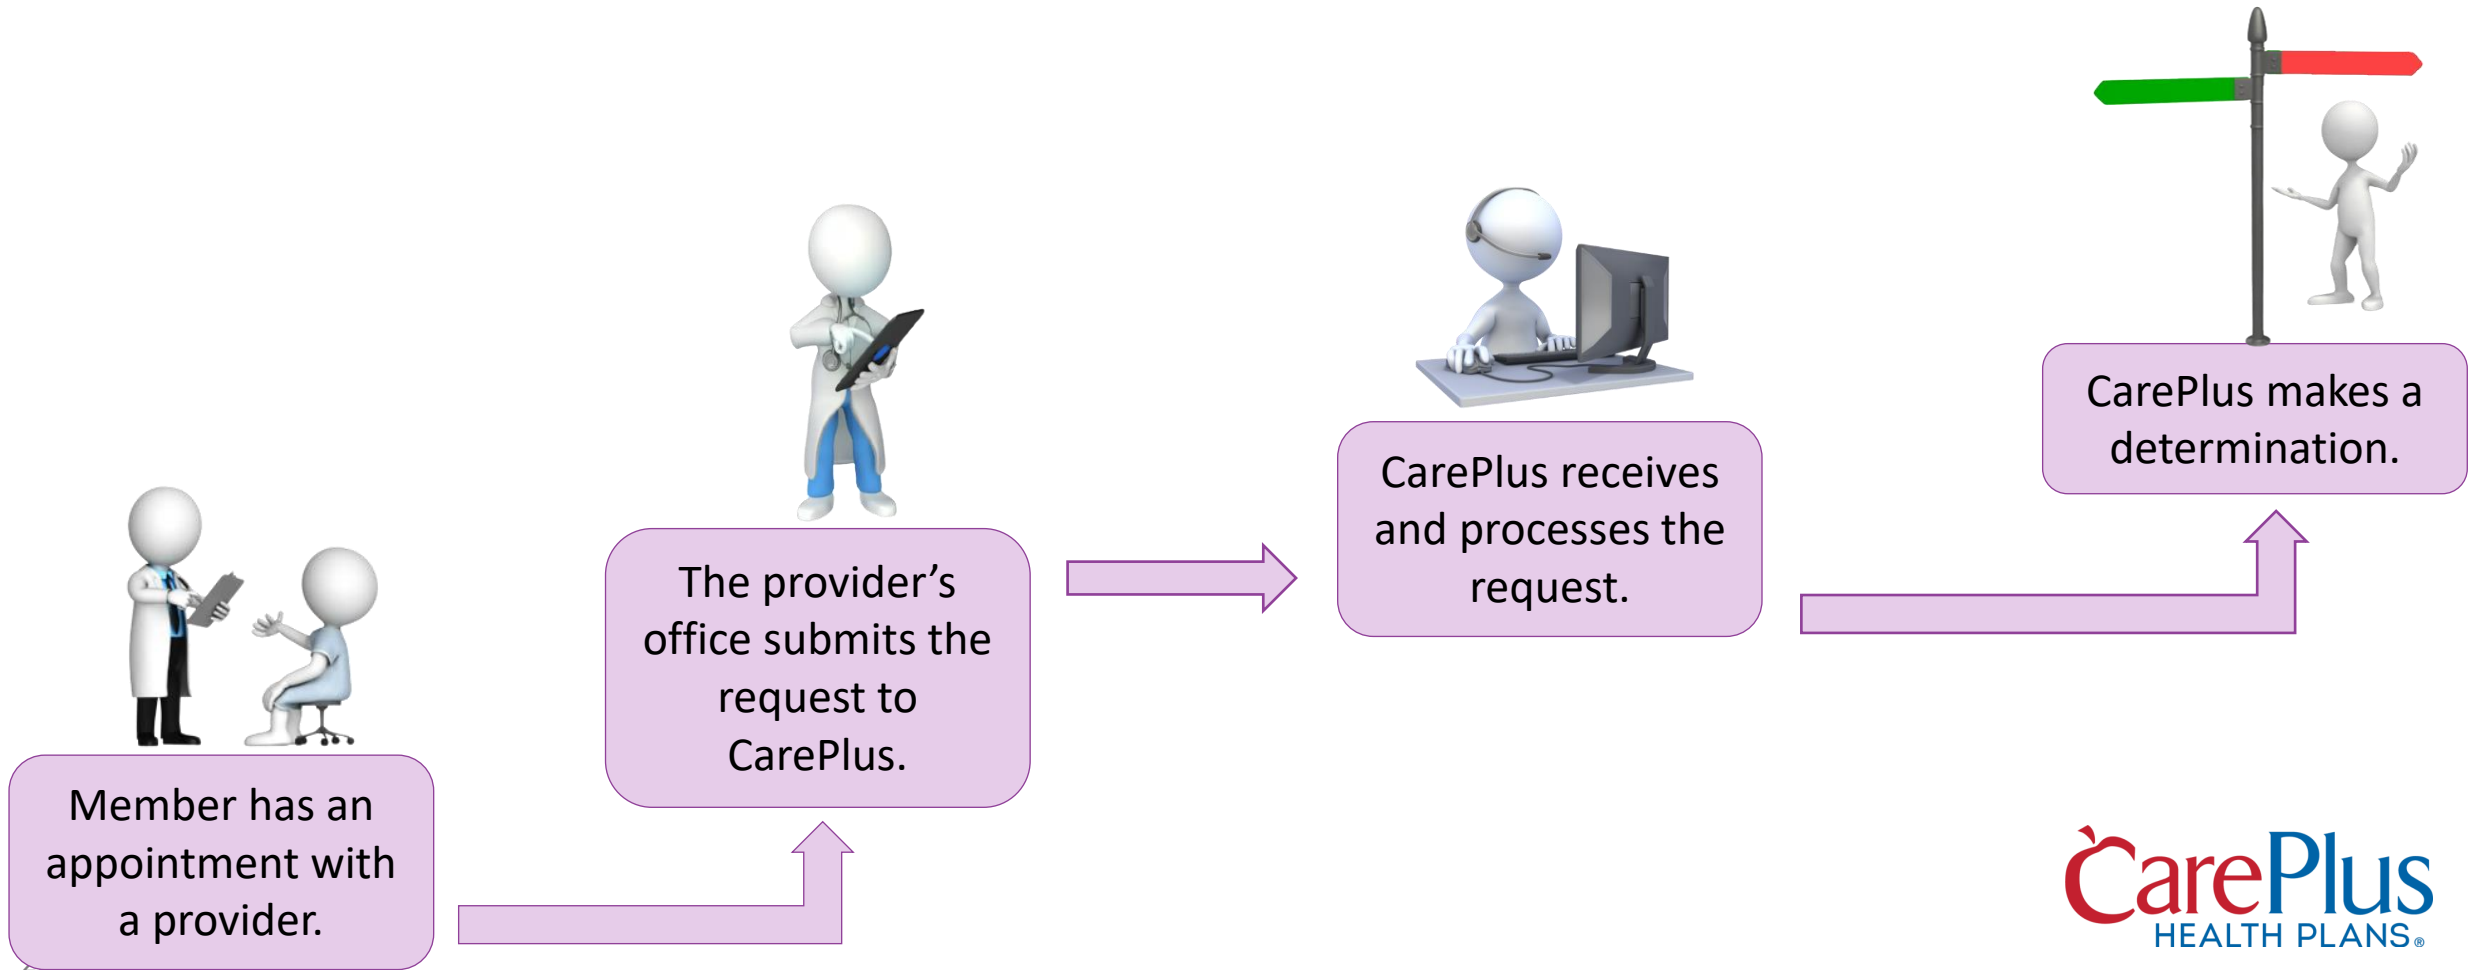 Member has an
appointment with
a provider.
The provider’s
office submits the
request to
CarePlus.
CarePlus receives
and processes the
request.
CarePlus makes a
determination.
CarePlus
HEALTH PLANS®